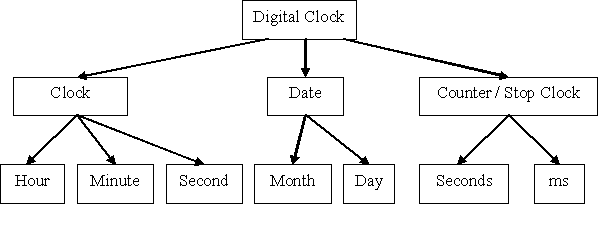 Digital Clock
Clock
Date
Counter / Stop Clock
Hour
Minute
Second
Month
Day
Seconds
ms